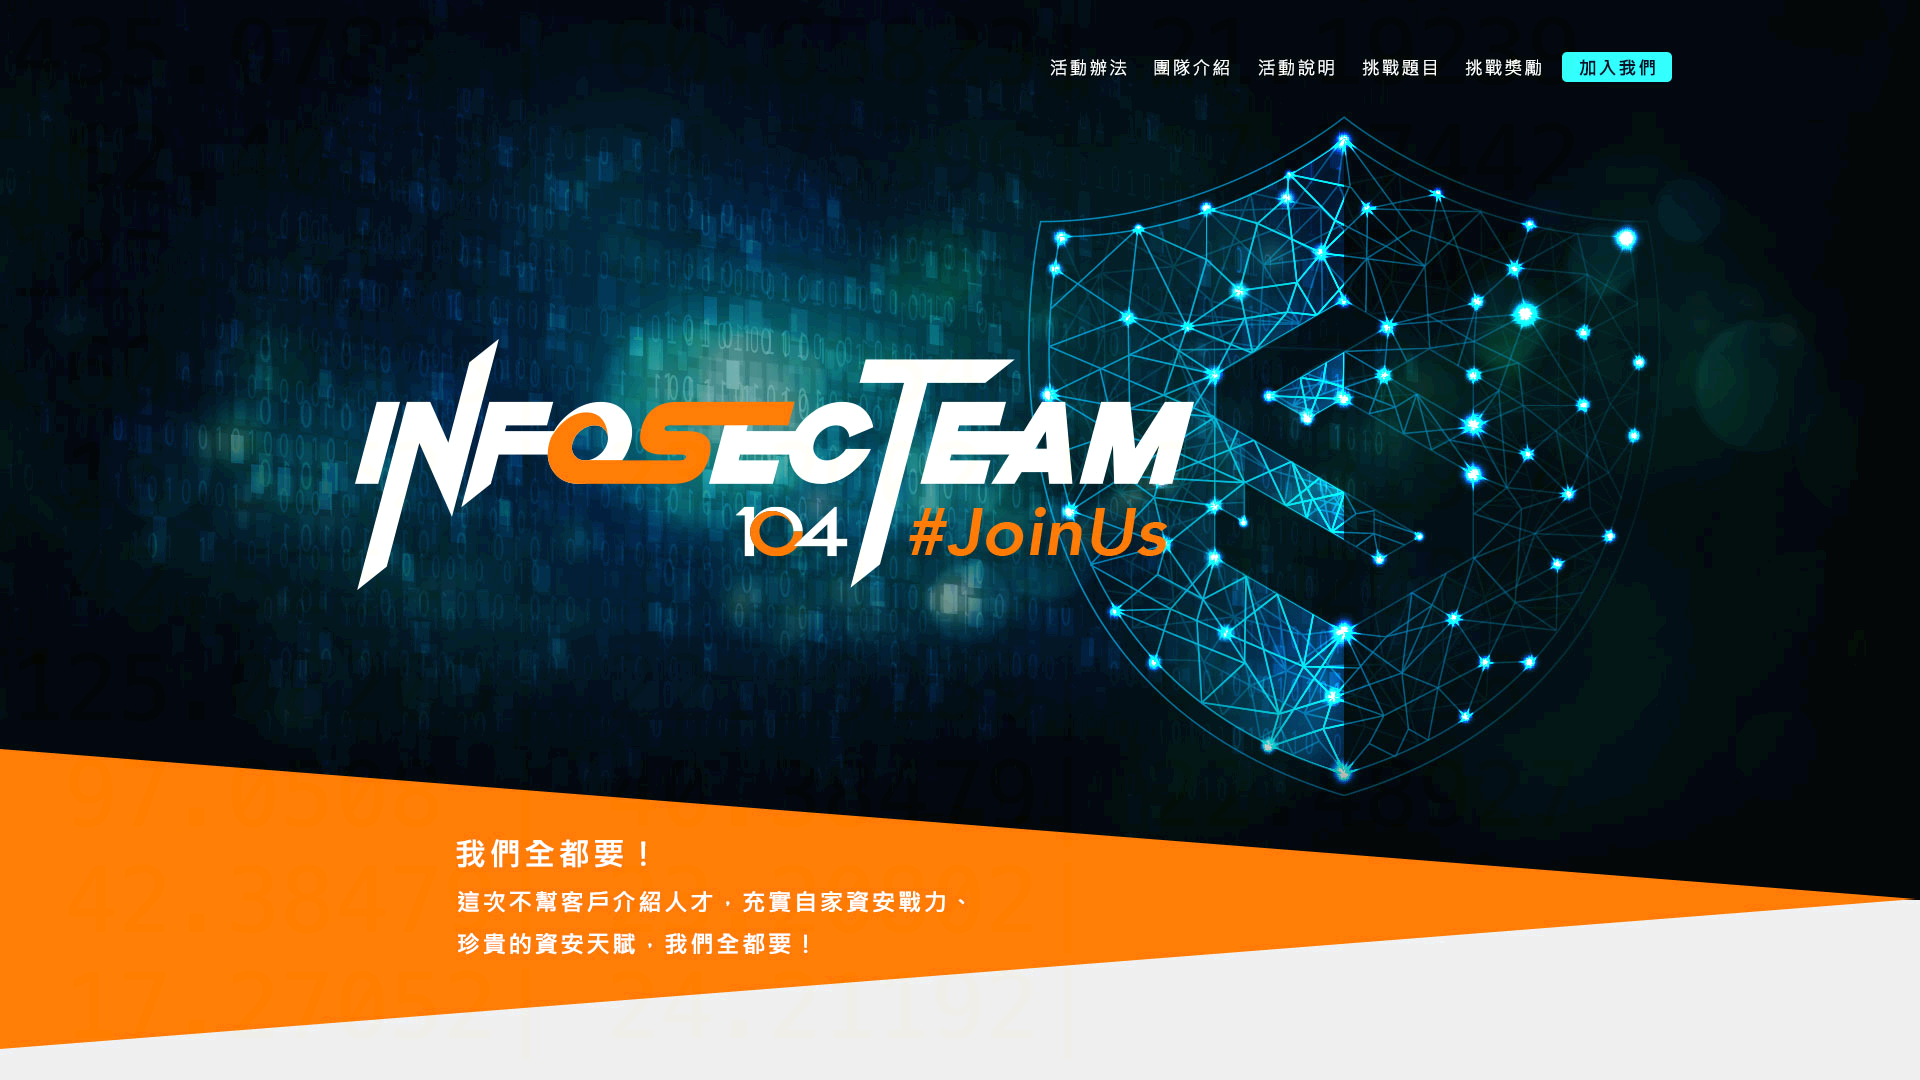 活動辦法 團隊介紹 活動說明 挑戰題目 挑戰獎勵 加入我們
INFOSECTEAM
104 #JoinUs
我們全都要！
這次不幫客戶介紹人才，充實自家資安戰力、
珍貴的資安天賦，我們全都要！